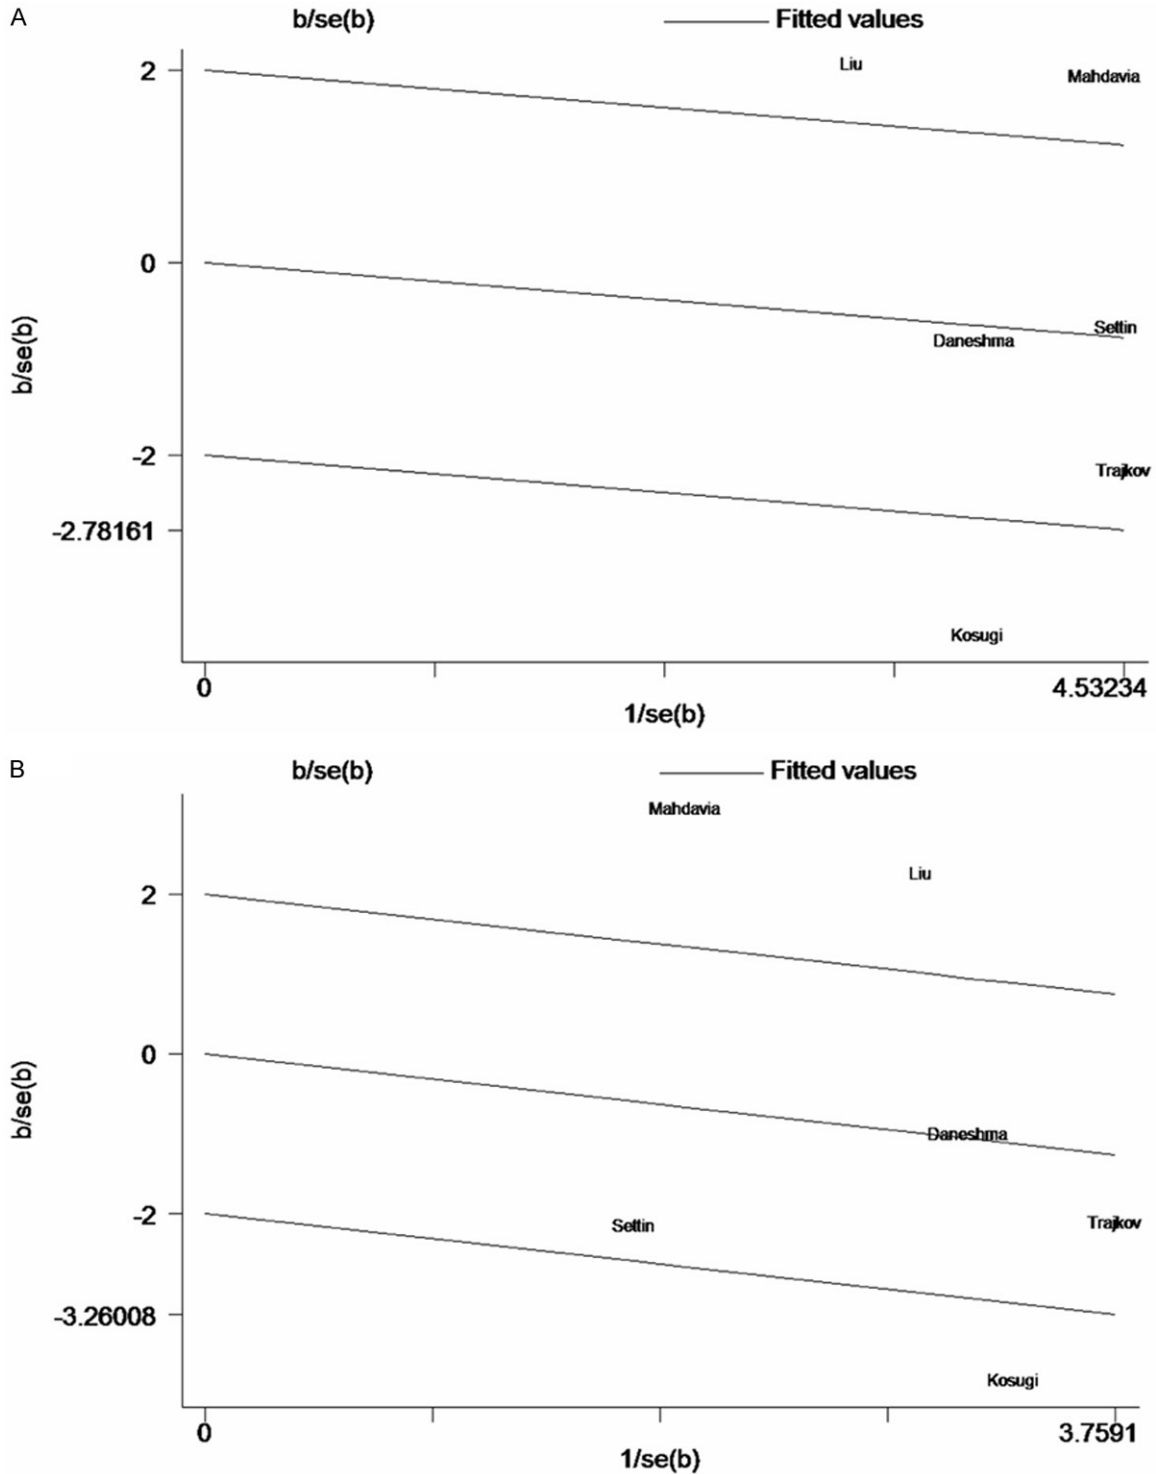 A
b/se(b) Fitted values
Liu
Mahdavia
2
0
Settin
Daneshma
b/se(b)
-2
Trajkov
-2.78161
Kosugi
0 4.53234
1/se(b)
B
b/se(b) Fitted values
Mahdavia
Liu
2
0
b/se(b)
Daneshma
-2
Settin Trajkov
-3.26008
Kosugi
0 3.7591
1/se(b)